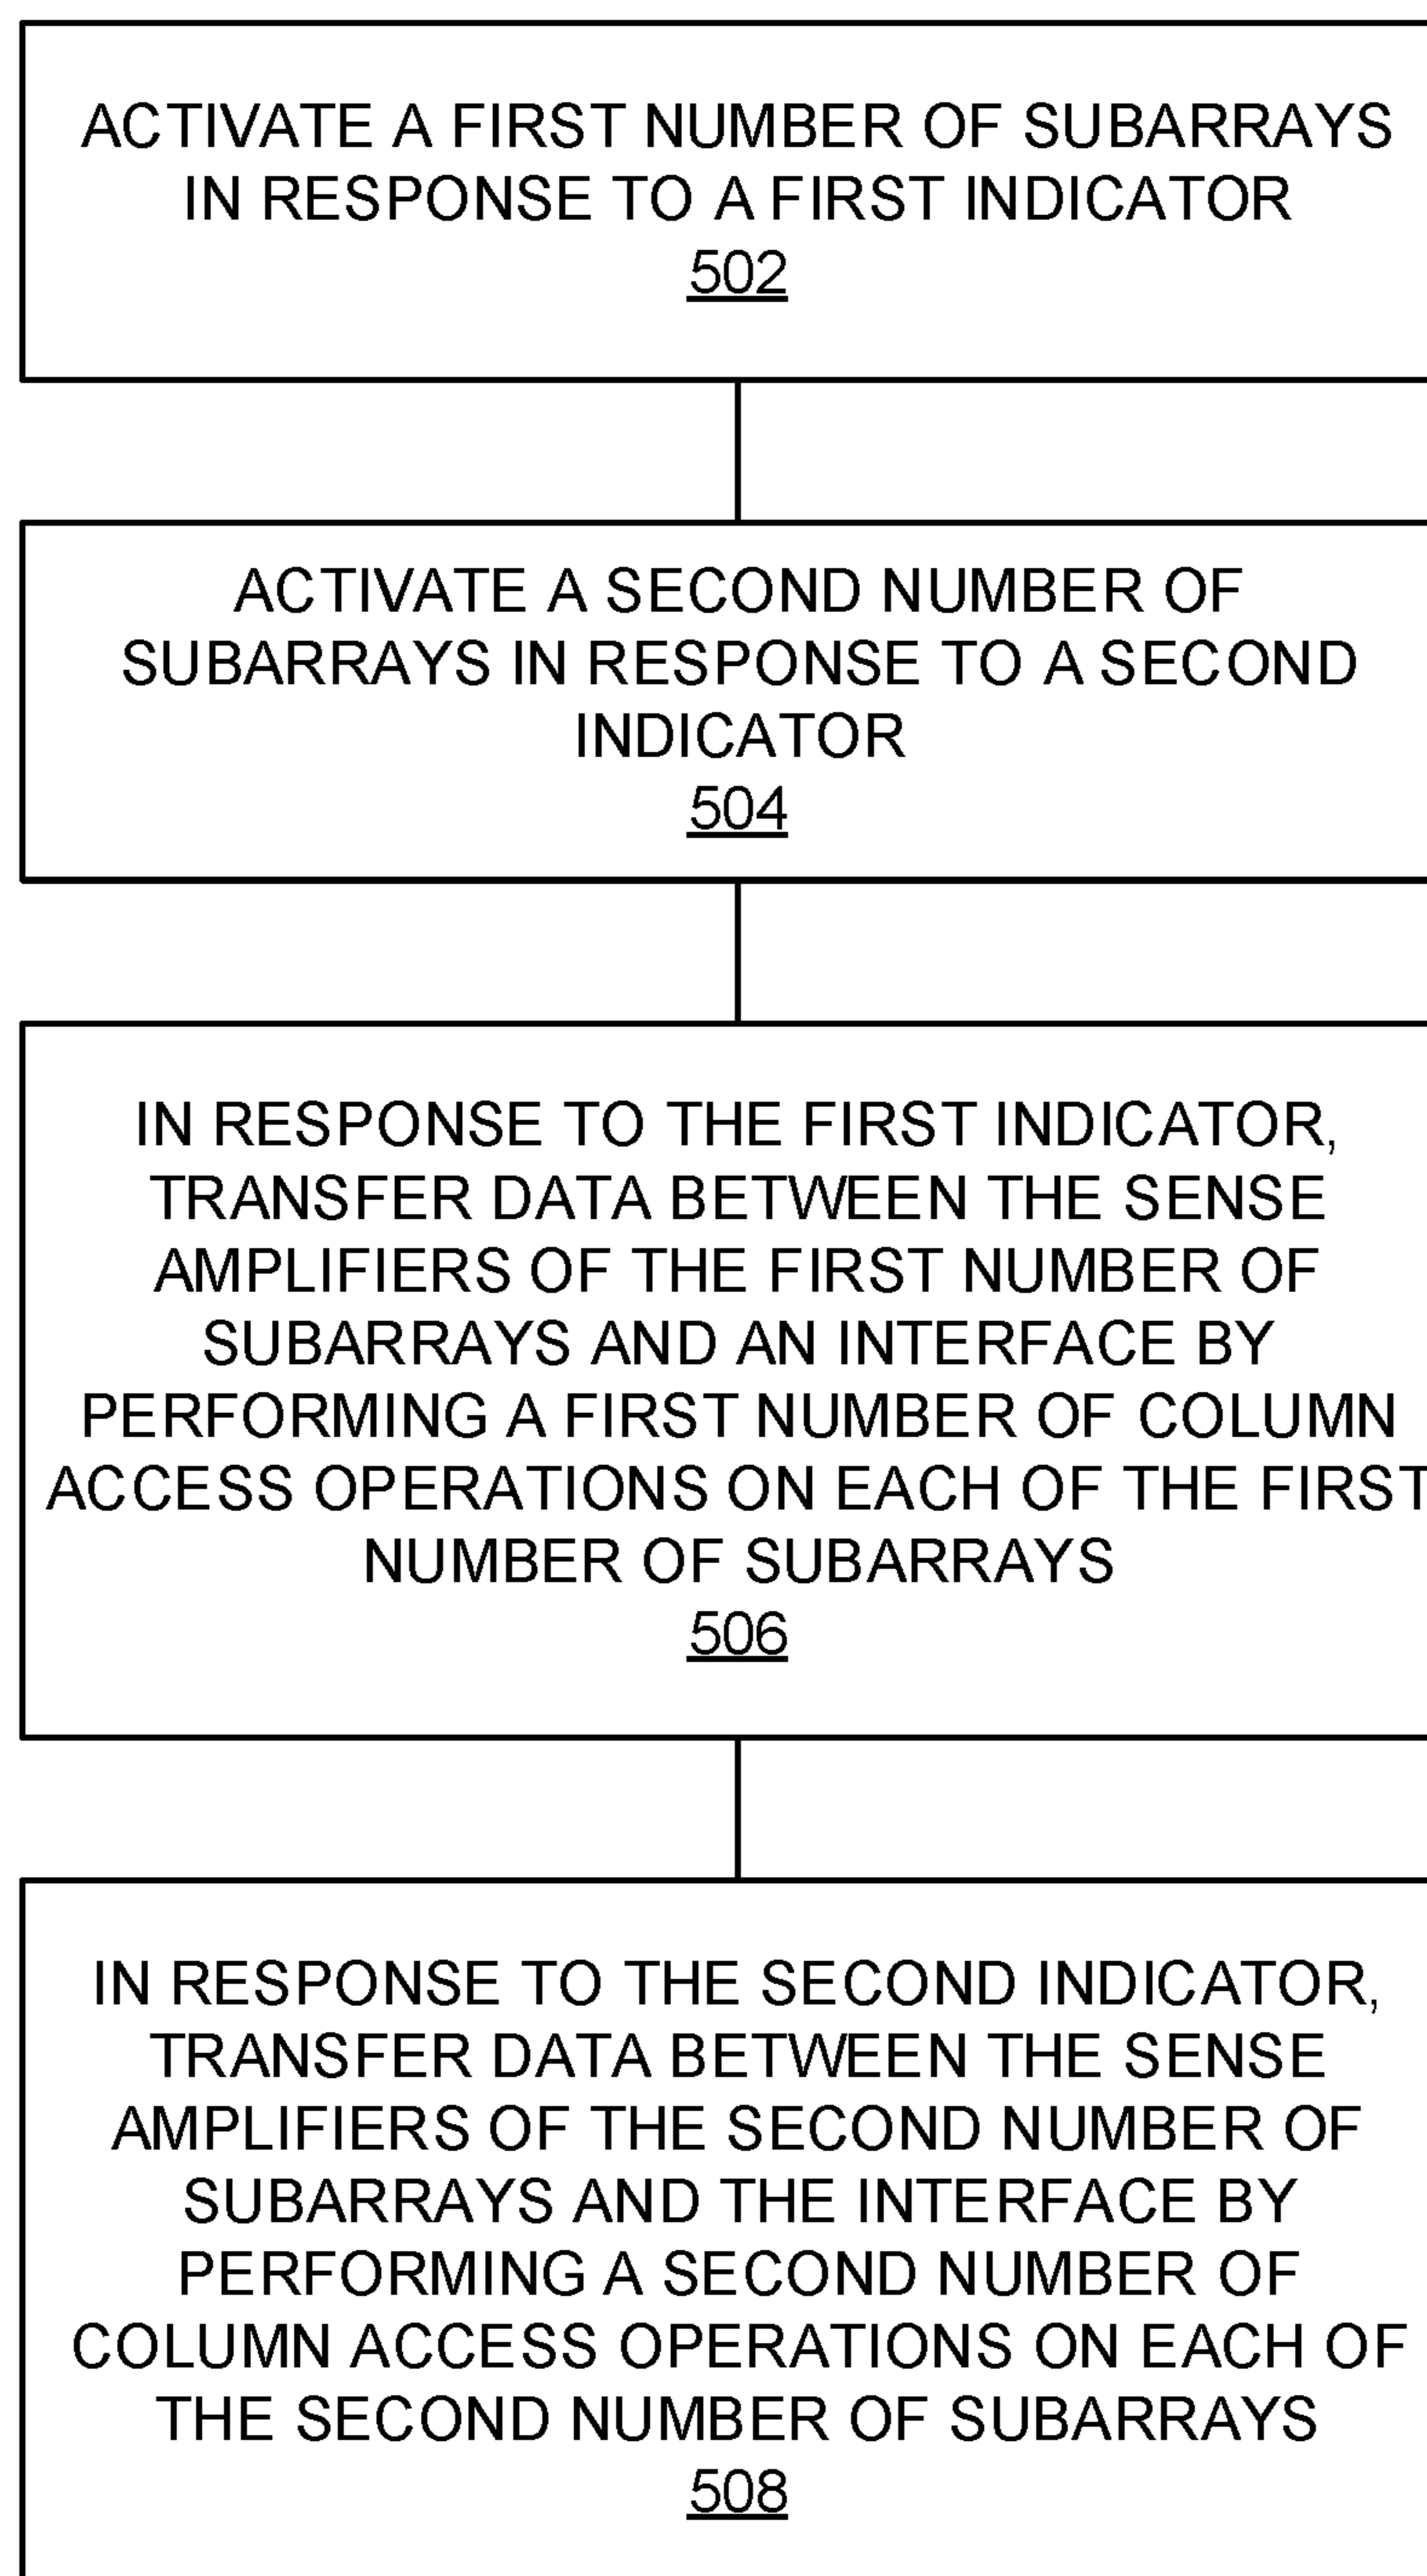 ACTIVATE A FIRST NUMBER OF SUBARRAYS
IN RESPONSE TO A FIRST INDICATOR
502
ACTIVATE A SECOND NUMBER OF
SUBARRAYS IN RESPONSE TO A SECOND
INDICATOR
504
IN RESPONSE TO THE FIRST INDICATOR,
TRANSFER DATA BETWEEN THE SENSE
AMPLIFIERS OF THE FIRST NUMBER OF
SUBARRAYS AND AN INTERFACE BY
PERFORMING A FIRST NUMBER OF COLUMN
ACCESS OPERATIONS ON EACH OF THE FIRST
NUMBER OF SUBARRAYS
506
IN RESPONSE TO THE SECOND INDICATOR,
TRANSFER DATA BETWEEN THE SENSE
AMPLIFIERS OF THE SECOND NUMBER OF
SUBARRAYS AND THE INTERFACE BY
PERFORMING A SECOND NUMBER OF
COLUMN ACCESS OPERATIONS ON EACH OF
THE SECOND NUMBER OF SUBARRAYS
508